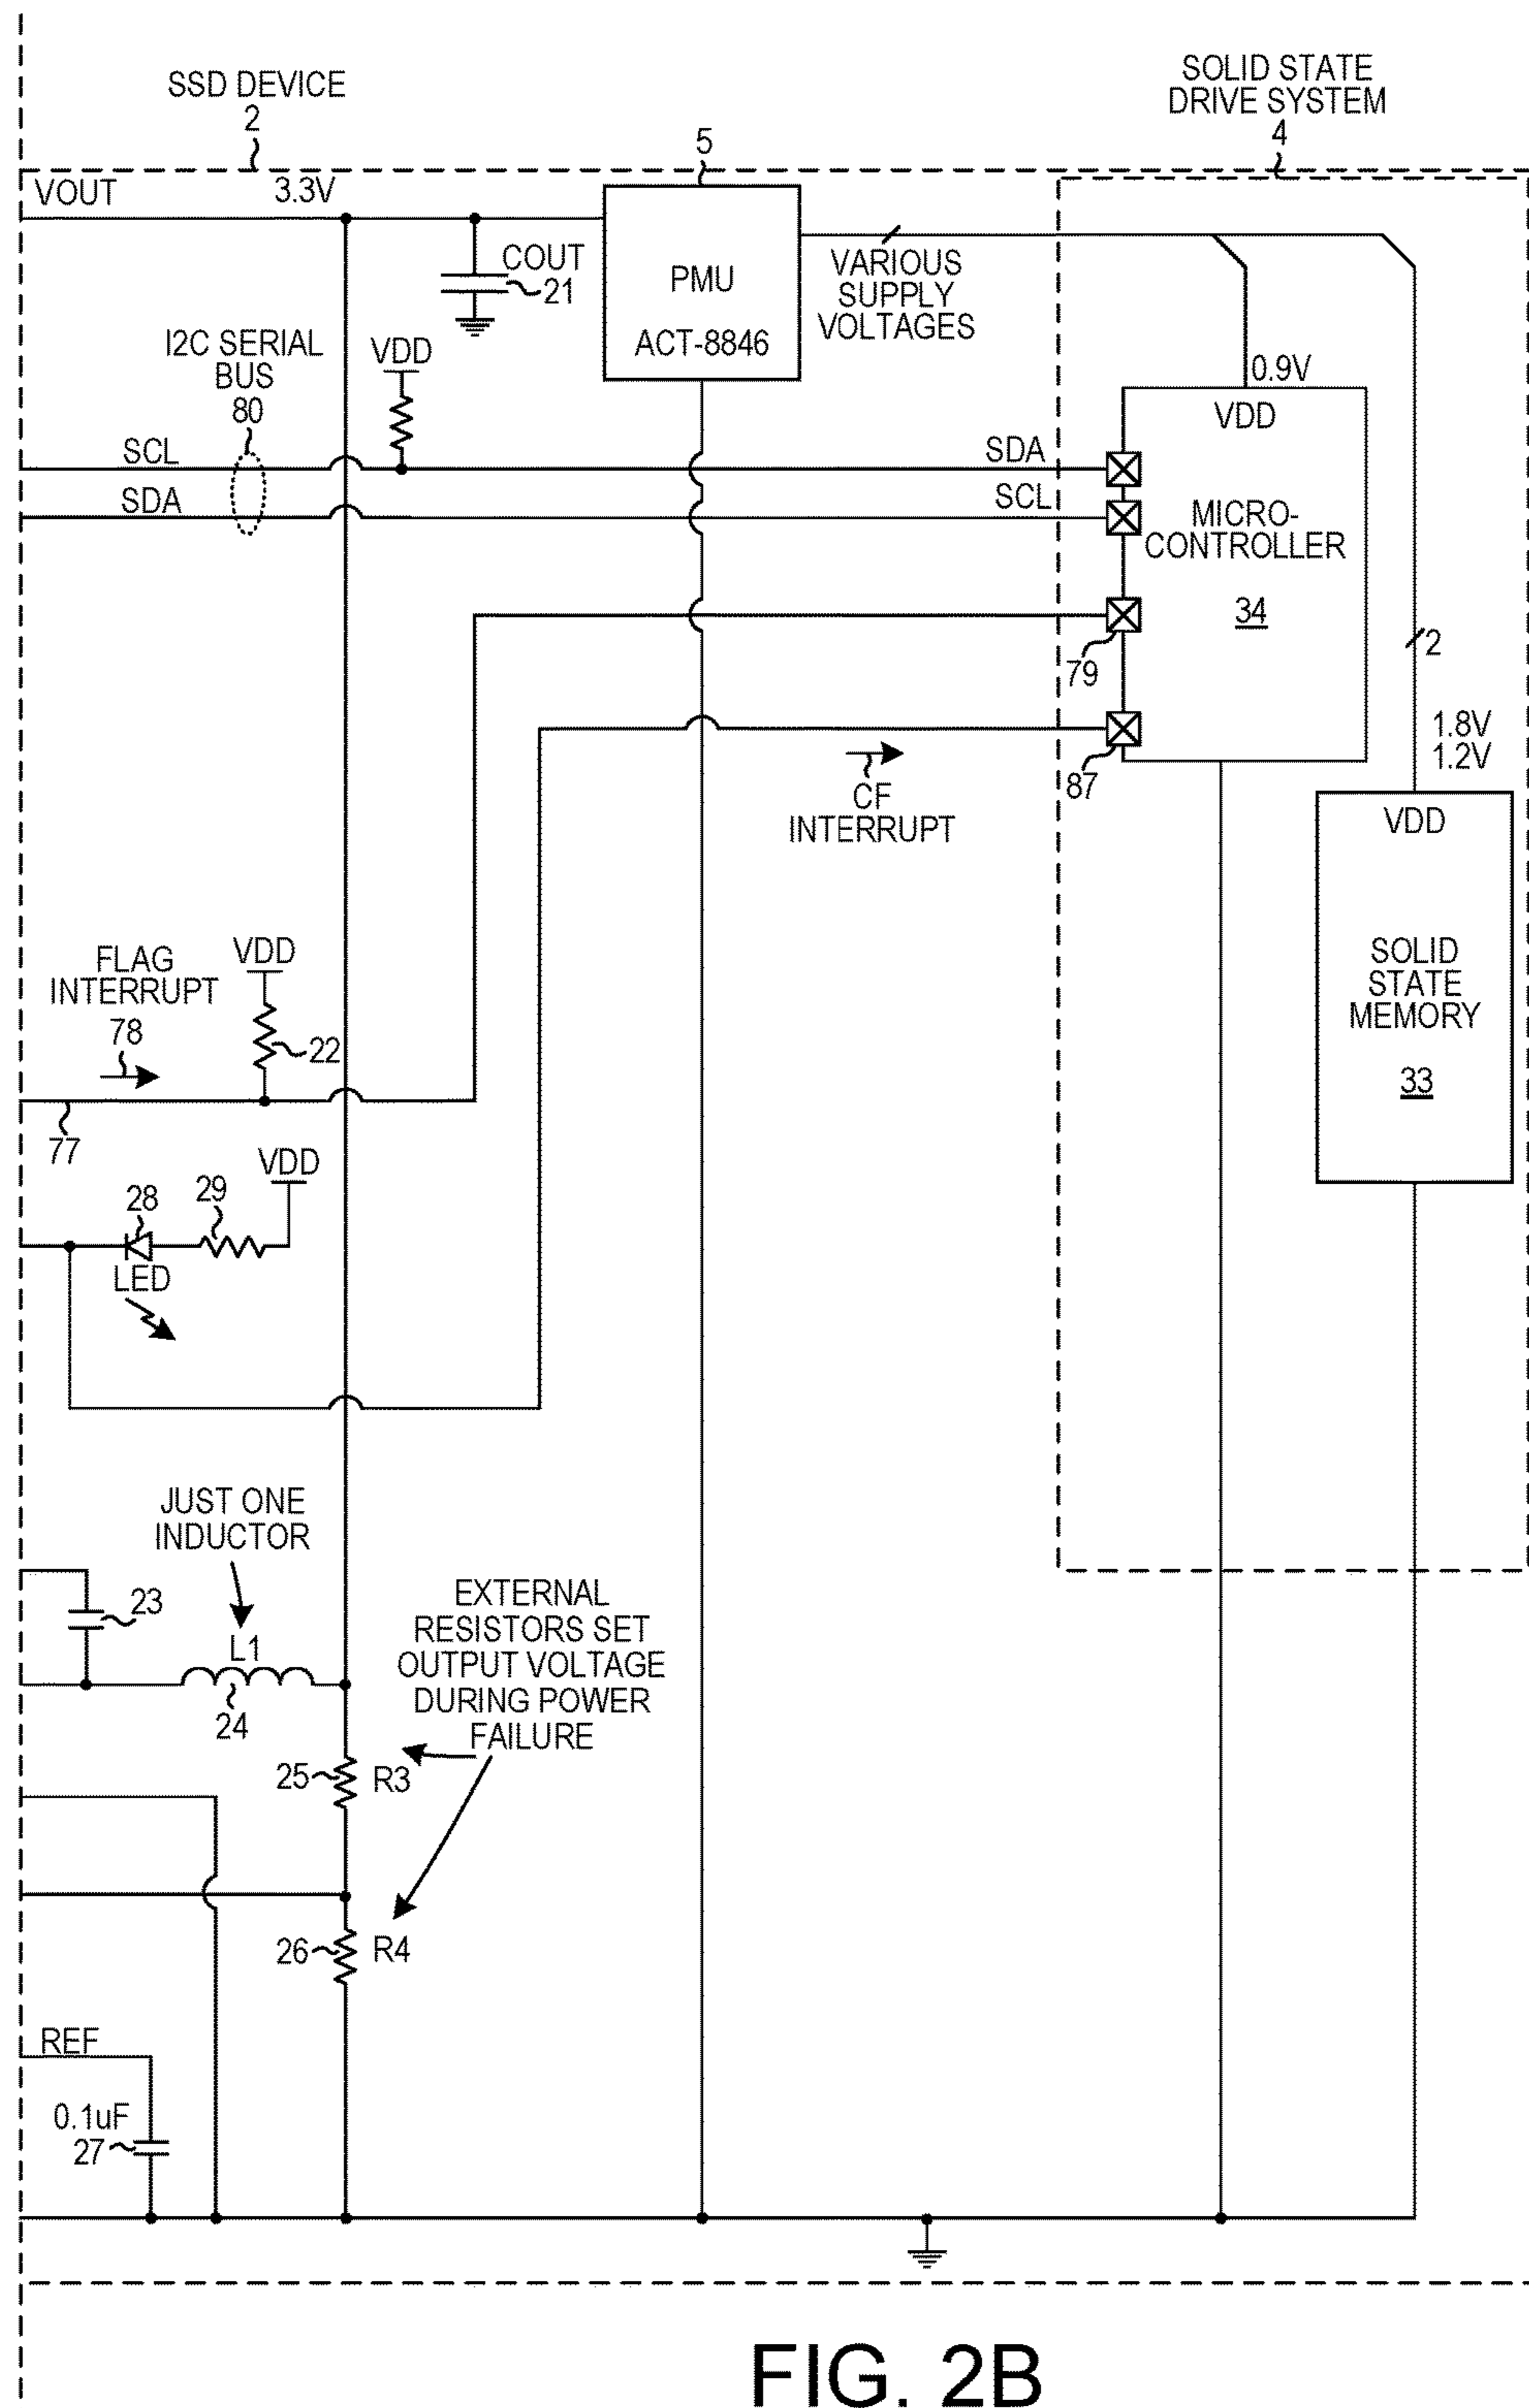 SSD DEVICE
2
SOLID STATE
DRIVE SYSTEM
4
5
VOUT
3.3V
COUT
21
PMU
ACT-8846
VARIOUS
SUPPLY
VOLTAGES
I2C SERIAL
BUS
80
VDD
0.9V
VDD
SCL
SDA
SDA
SCL
MICRO-
CONTROLLER
34
79
2
87
1.8V
1.2V
CF
INTERRUPT
VDD
SOLID
STATE
MEMORY
33
FLAG
INTERRUPT
78
VDD
22
77
VDD
28
29
LED
JUST ONE
INDUCTOR
23
L1
24
EXTERNAL
RESISTORS SET
OUTPUT VOLTAGE
DURING POWER
FAILURE
25
R3
26
R4
REF
0.1uF
27
FIG. 2B